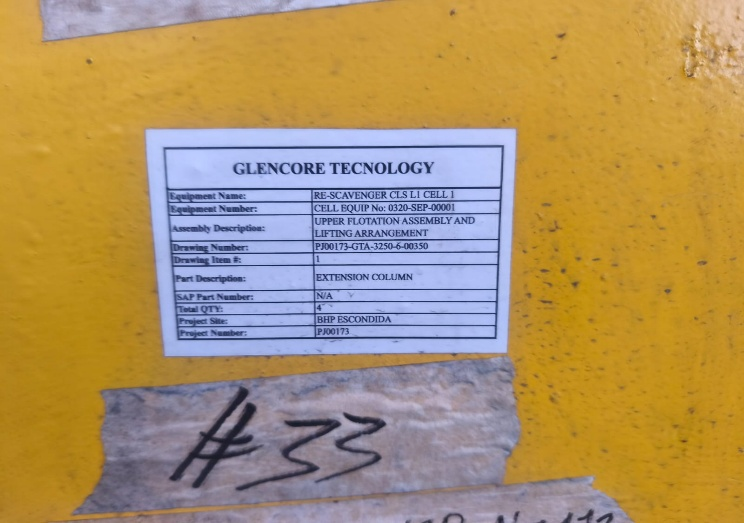 GLENCORE TECNOLOGY
Equipment Name: RE-SCAVENGER CLS L1 CELL 1
Equipment Number: CELL EQUIP No: 0320-SEP-00001
Assembly Description: UPPER FLOTATION ASSEMBLY AND
LIFTING ARRANGEMENT
Drawing Number: PJ00173-GTA-3250-6-00350
Drawing Item #: 1
Part Description: EXTENSION COLUMN
SAP Part Number: N/A
Total QTY: 4
Project Site: BHP ESCONDIDA
Project Number: PJ00173
#33